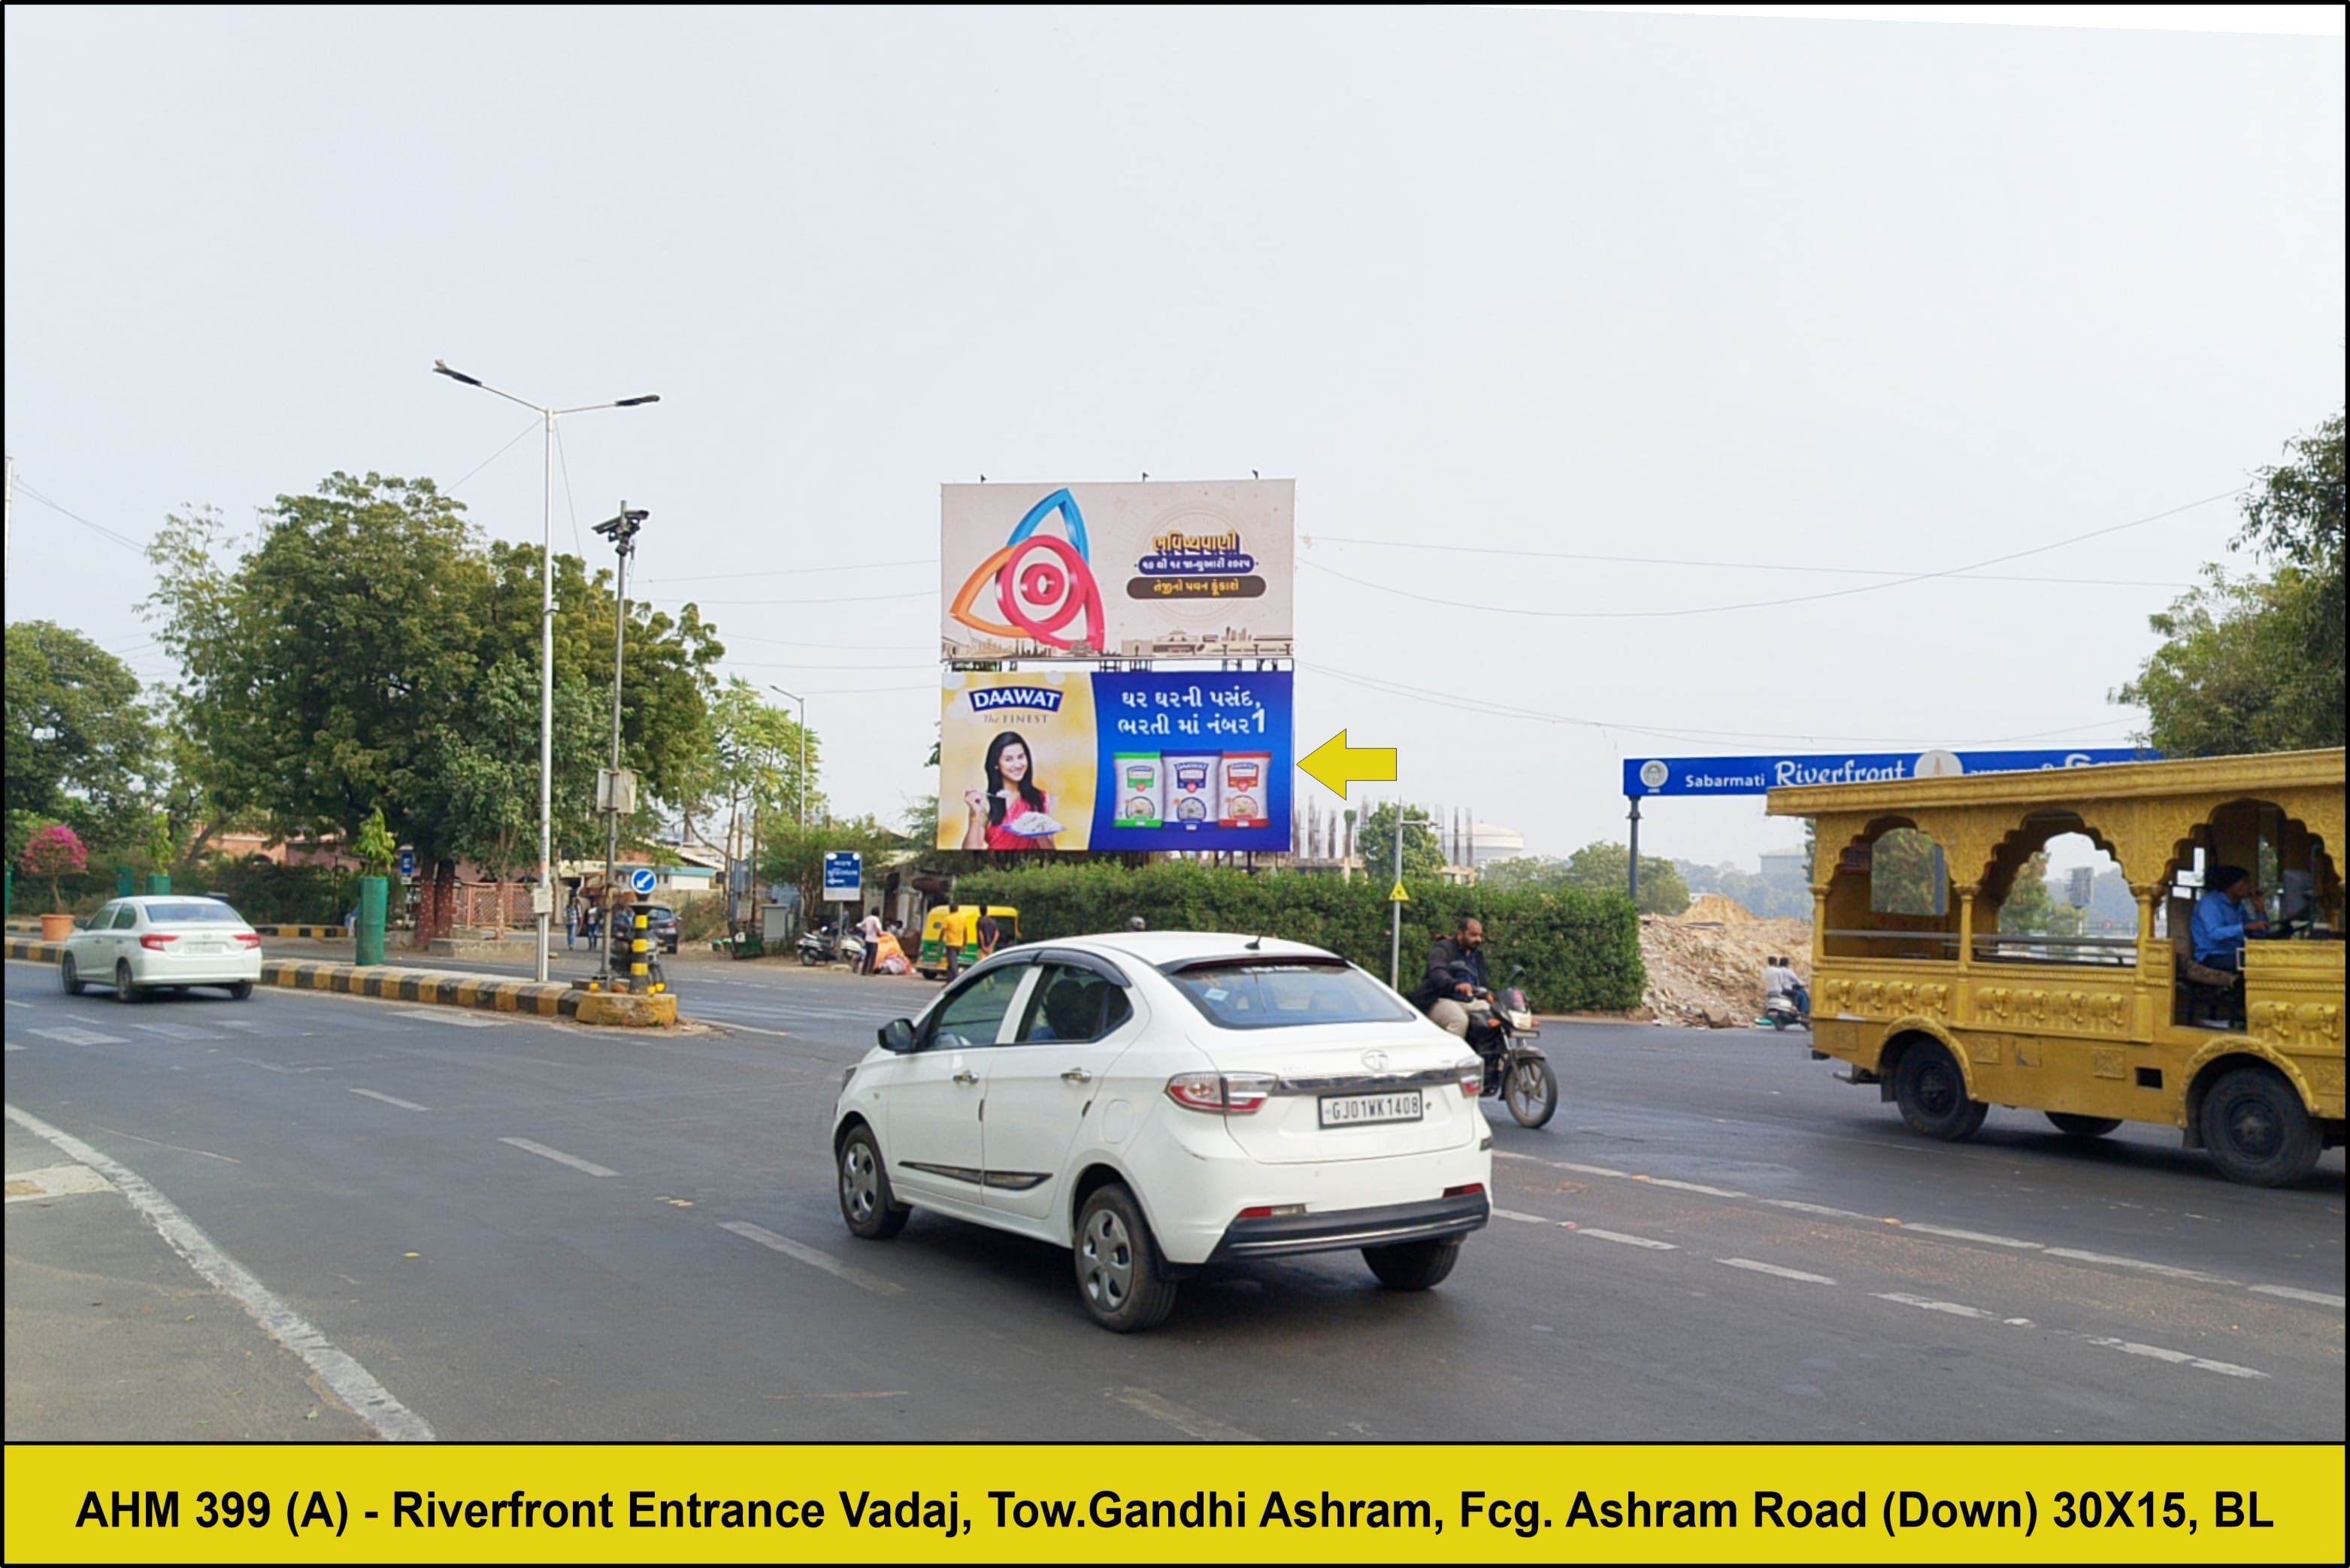 ભવિષ્યવાણી
તેજીનો પવન ફૂંકાશે
DAAWAT
The FINEST
ઘર ઘરની પસંદ,
ભરતી માં નંબર 1
Sabarmati Riverfront
GJ01WK1408
AHM 399 (A) - Riverfront Entrance Vadaj, Tow.Gandhi Ashram, Fcg. Ashram Road (Down) 30X15, BL